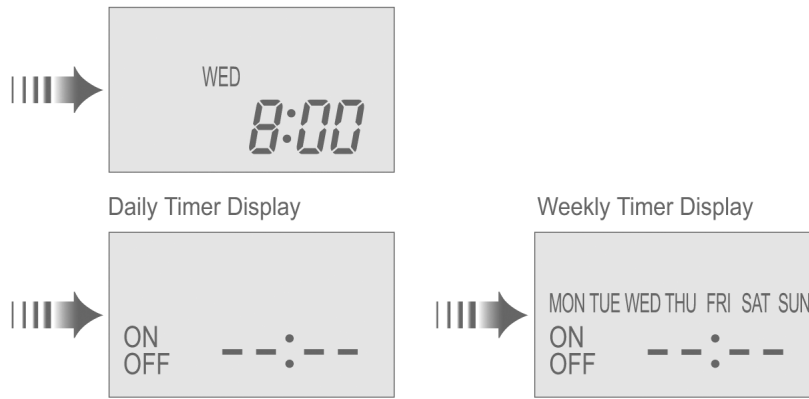 WED
8:00
Daily Timer Display
Weekly Timer Display
ON
OFF
--:--
MON TUE WED THU FRI SAT SUN
ON
OFF
--:--